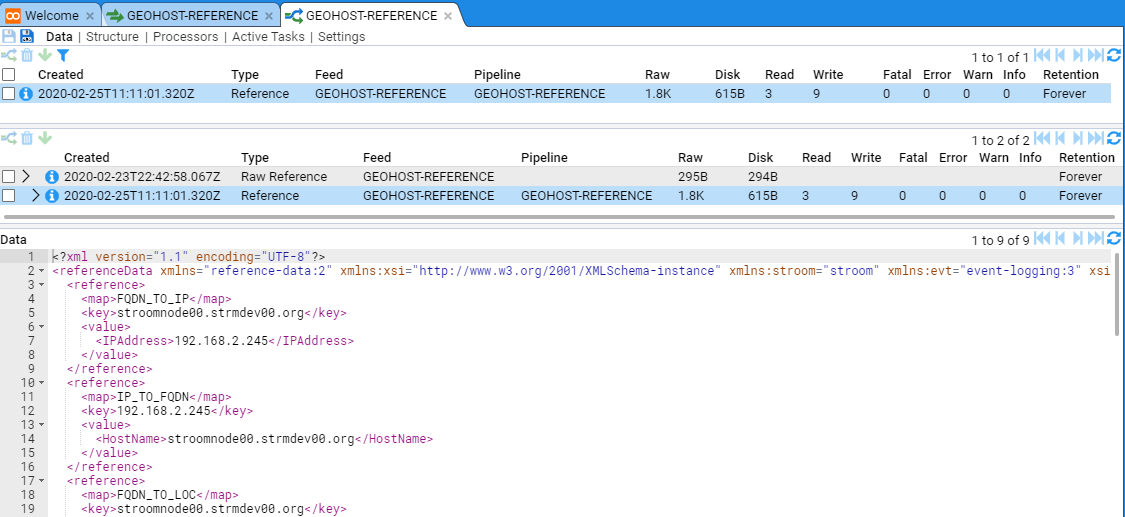 Welcome × GEOHOST-REFERENCE × GEOHOST-REFERENCE ×
Data | Structure | Processors | Active Tasks | Settings
1 to 1 of 1
Created Type Feed Pipeline Raw Disk Read Write Fatal Error Warn Info Retention
2020-02-25T11:11:01.320Z Reference GEOHOST-REFERENCE GEOHOST-REFERENCE 1.8K 615B 3 9 0 0 0 0 Forever
1 to 2 of 2
Created Type Feed Pipeline Raw Disk Read Write Fatal Error Warn Info Retention
2020-02-23T22:42:58.067Z Raw Reference GEOHOST-REFERENCE 295B 294B Forever
2020-02-25T11:11:01.320Z Reference GEOHOST-REFERENCE GEOHOST-REFERENCE 1.8K 615B 3 9 0 0 0 0 Forever
Data 1 to 9 of 9
1 <?xml version="1.1" encoding="UTF-8"?>
2 <referenceData xmlns="reference-data:2" xmlns:xsi="http://www.w3.org/2001/XMLSchema-instance" xmlns:stroom="stroom" xmlns:evt="event-logging:3" xsi
3 <reference>
4 <map>FQDN_TO_IP</map>
5 <key>stroomnode00.strmdev00.org</key>
6 <value>
7 <IPAddress>192.168.2.245</IPAddress>
8 </value>
9 </reference>
10 <reference>
11 <map>IP_TO_FQDN</map>
12 <key>192.168.2.245</key>
13 <value>
14 <HostName>stroomnode00.strmdev00.org</HostName>
15 </value>
16 </reference>
17 <reference>
18 <map>FQDN_TO_LOC</map>
19 <key>stroomnode00.strmdev00.org</key>